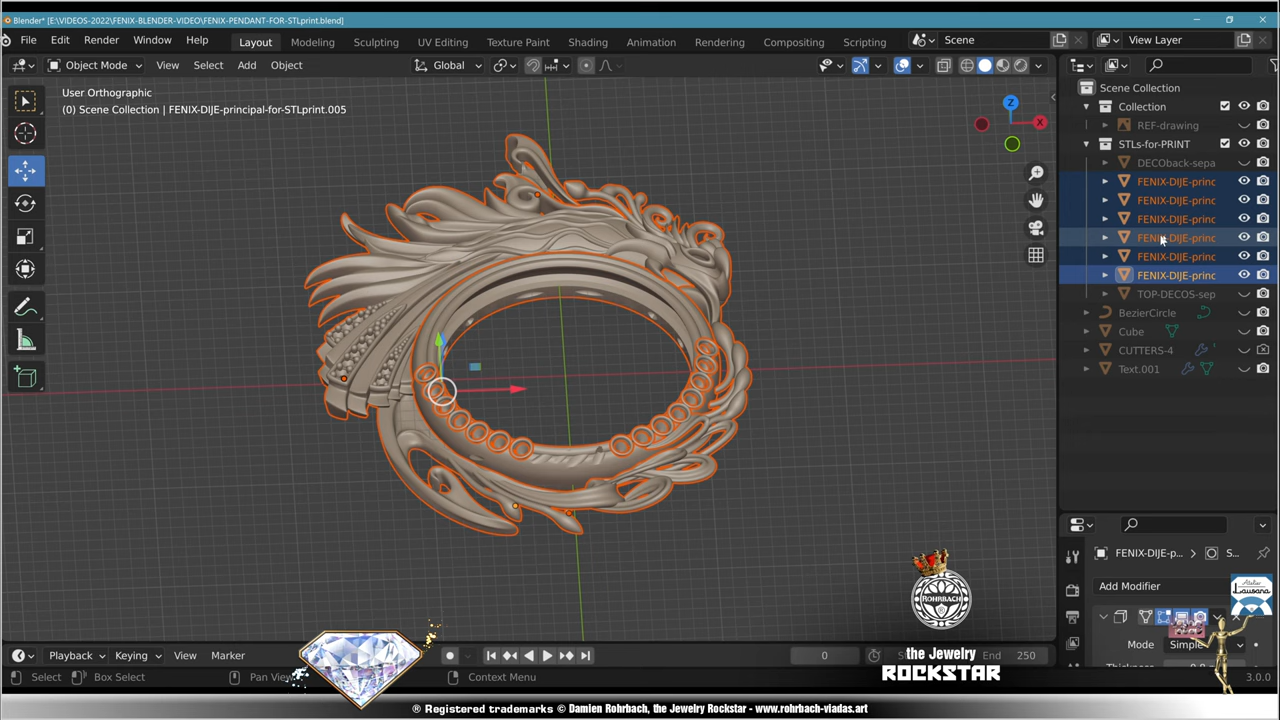 Blender* [E:\VIDEOS-2022\FENIX-BLENDER-VIDEO\FENIX-PENDANT-FOR-STLprint.blend]
File Edit Render Window Help Layout Modeling Sculpting UV Editing Texture Paint Shading Animation Rendering Compositing Scripting Scene View Layer
Object Mode View Select Add Object Global
User Orthographic
(0) Scene Collection | FENIX-DIJE-principal-for-STLprint.005
Z
X
Scene Collection
Collection
REF-drawing
STLs-for-PRINT
DECOback-sepa
FENIX-DIJE-princ
FENIX-DIJE-princ
FENIX-DIJE-princ
FENIX-DIJE-princ
FENIX-DIJE-princ
FENIX-DIJE-princ
TOP-DECOS-sep
BezierCircle
Cube
CUTTERS-4
Text.001
FENIX-DIJE-p... > S...
Add Modifier
Mode Simple
Atelier
Lausana
ROHRBACH
the Jewelry
ROCKSTAR
Playback Keying View Marker 0 End 250
Select Box Select Pan View Context Menu 3.0.0
® Registered trademarks © Damien Rohrbach, the Jewelry Rockstar - www.rohrbach-viadas.art